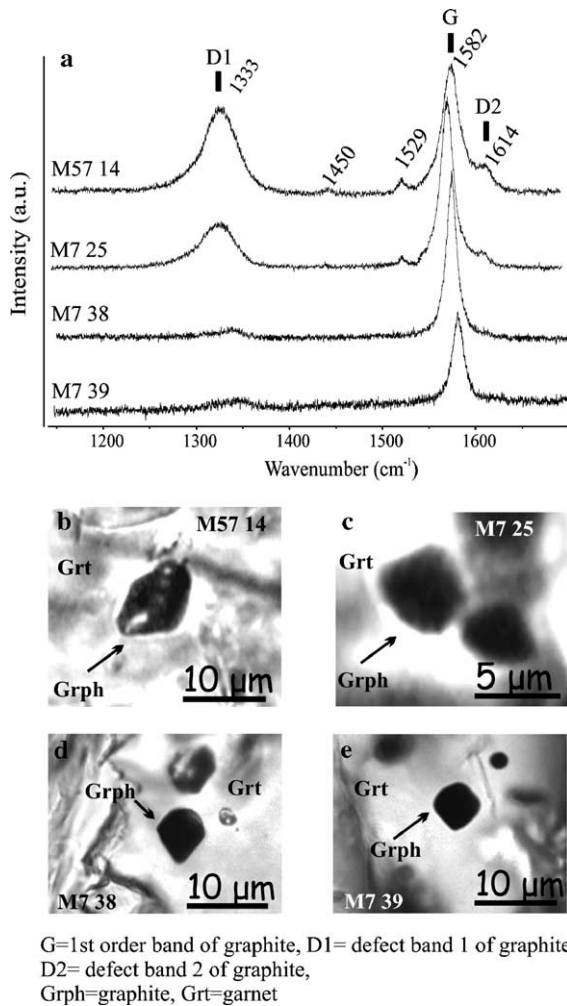 a
G
1582
D1
1333
D2
1614
1529
1450
M57 14
M7 25
M7 38
M7 39
Intensity (a.u.)
1200 1300 1400 1500 1600
Wavenumber (cm-1)
b M57 14
Grt
Grph
10 μm
c M7 25
Grt
Grph
5 μm
d
Grph
Grt
M7 38
10 μm
e
Grt
Grph
M7 39
10 μm
G=1st order band of graphite, D1= defect band 1 of graphite
D2= defect band 2 of graphite,
Grph=graphite, Grt=garnet